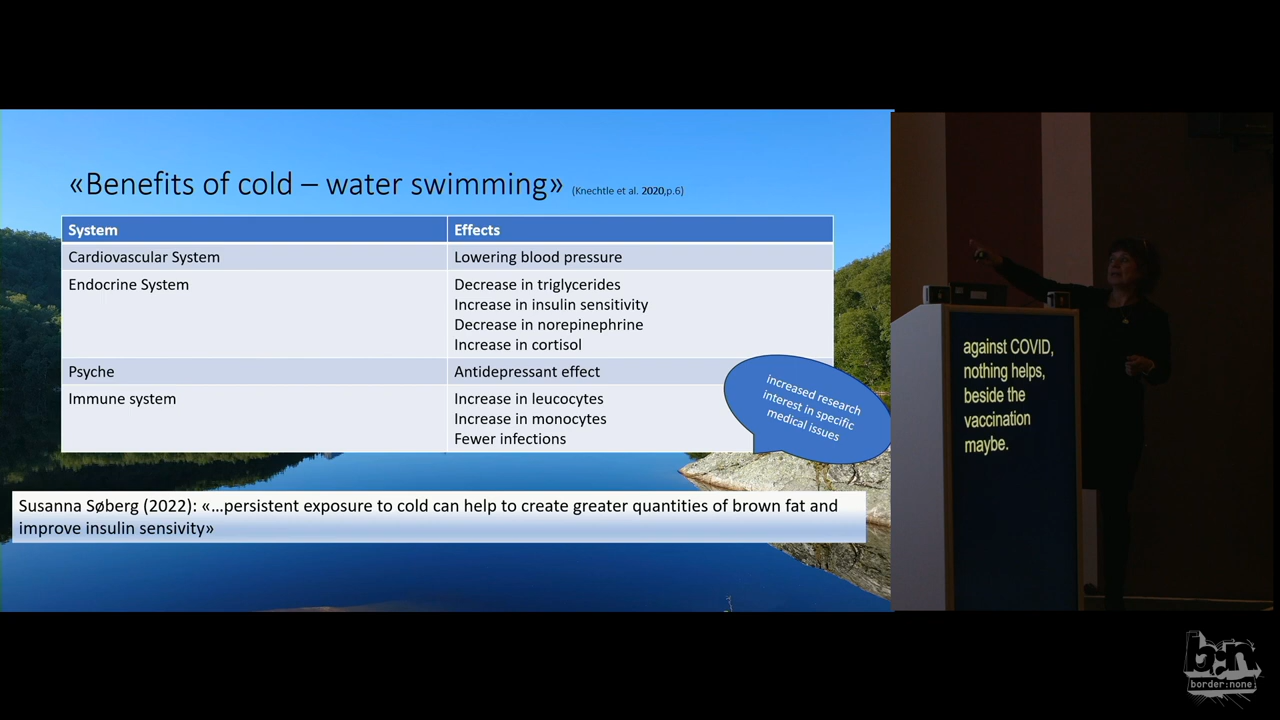 «Benefits of cold – water swimming» (Knechtle et al. 2020,p.6)
System Effects
Cardiovascular System Lowering blood pressure
Endocrine System Decrease in triglycerides
Increase in insulin sensitivity
Decrease in norepinephrine
Increase in cortisol
Psyche Antidepressant effect
Immune system Increase in leucocytes
Increase in monocytes
Fewer infections
increased research
interest in specific
medical issues
Susanna Søberg (2022): «…persistent exposure to cold can help to create greater quantities of brown fat and
improve insulin sensivity»
against COVID,
nothing helps,
beside the
vaccination
maybe.
b:n
border:none